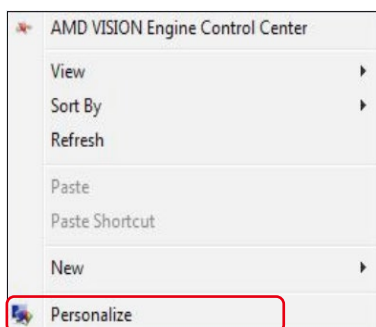 AMD VISION Engine Control Center
View
Sort By
Refresh
Paste
Paste Shortcut
New
Personalize